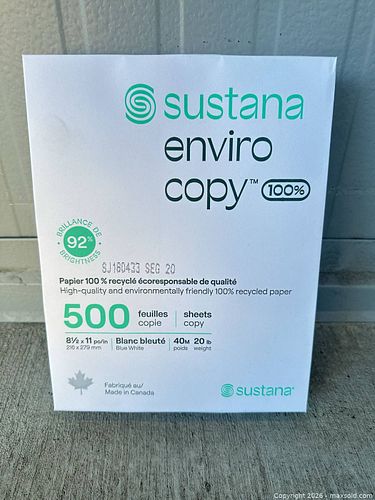 sustana
enviro
copy™ 100%
BRILLANCE DE
92%
BRIGHTNESS
SJ160433 SEG 20
Papier 100 % recyclé écoresponsable de qualité
High-quality and environmentally friendly 100% recycled paper
500 feuilles copie | sheets copy
8½ x 11 po/in | Blanc bleuté | 40M 20 lb
216 x 279 mm | Blue White | poids weight
Fabriqué au/
Made in Canada
sustana
Copyright 2026 - maxsold.com